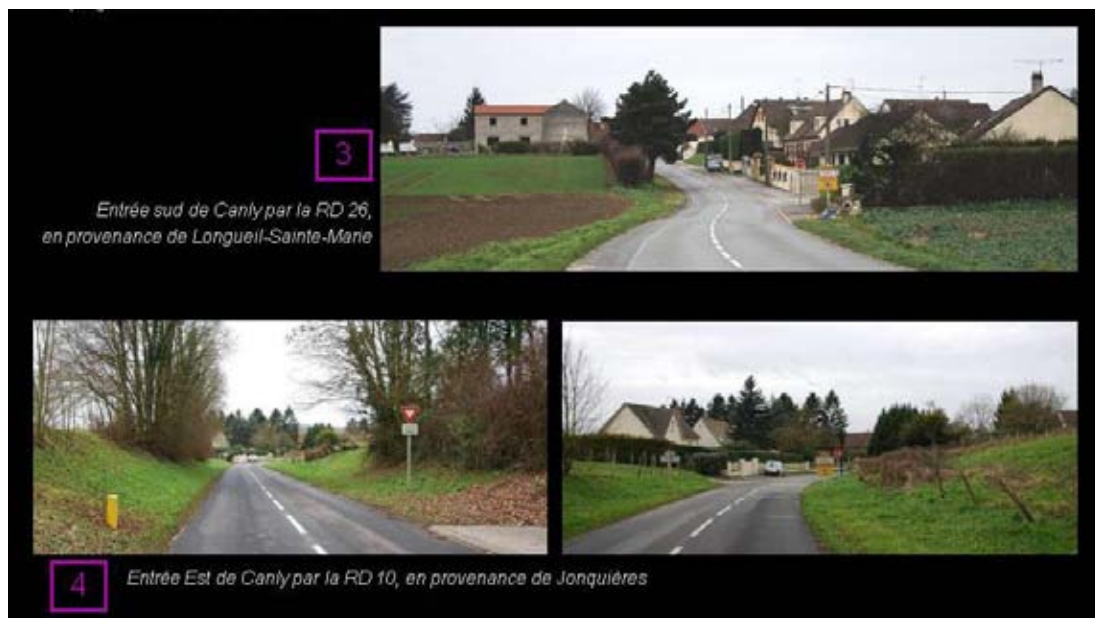 3
Entrée sud de Canly par la RD 26,
en provenance de Longueil-Sainte-Marie
4
Entrée Est de Canly par la RD 10, en provenance de Jonquières